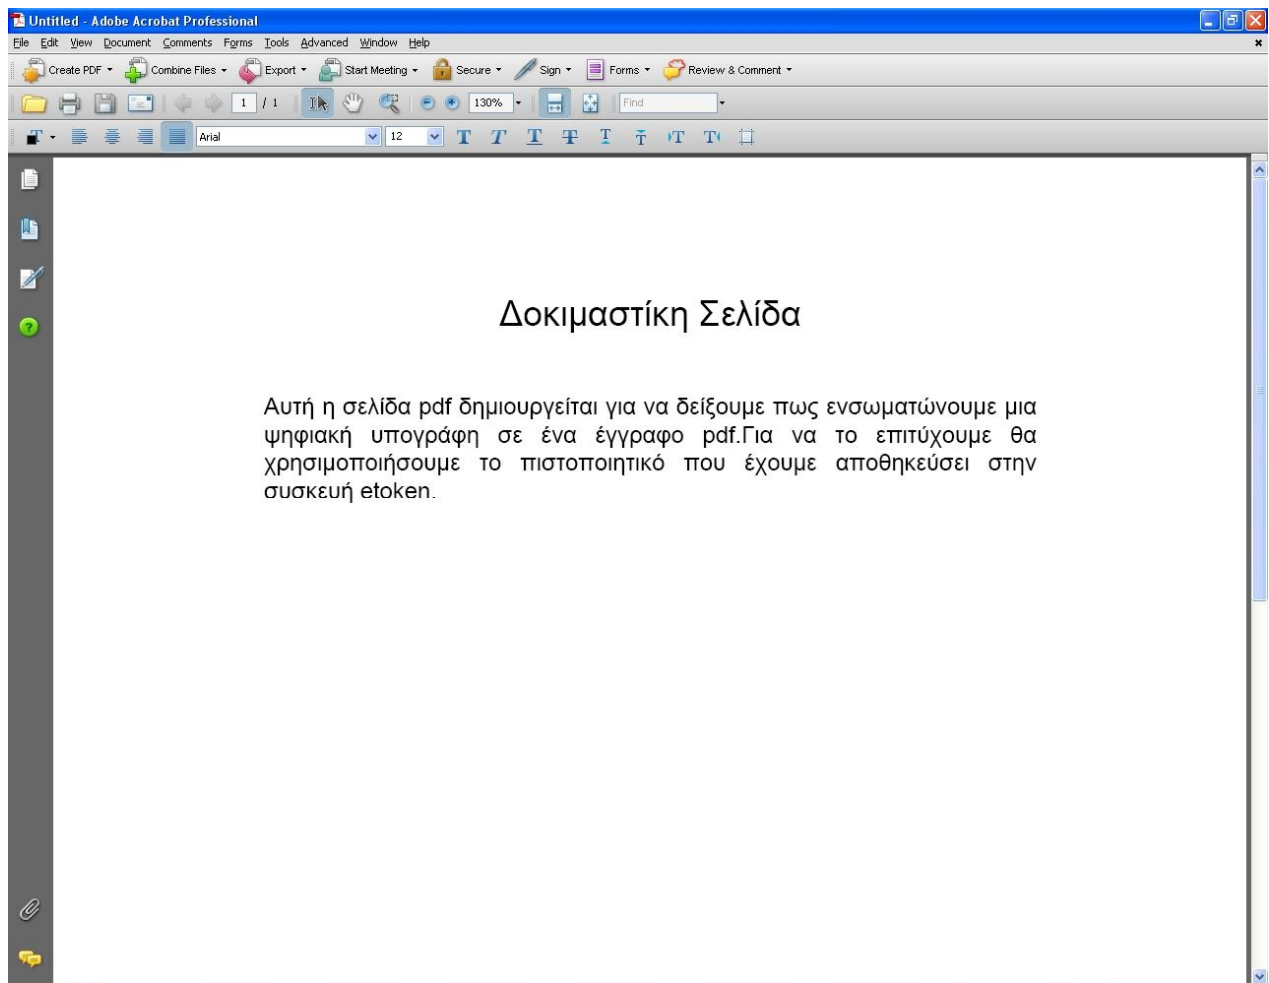 Untitled - Adobe Acrobat Professional
File Edit View Document Comments Forms Tools Advanced Window Help
Create PDF Combine Files Export Start Meeting Secure Sign Forms Review & Comment
1 / 1 130% Find
Arial 12 T T T T T T T T
Δοκιμαστίκη Σελίδα
Αυτή η σελίδα pdf δημιουργείται για να δείξουμε πως ενσωματώνουμε μια
ψηφιακή υπογράφη σε ένα έγγραφο pdf.Για να το επιτύχουμε θα
χρησιμοποιήσουμε το πιστοποιητικό που έχουμε αποθηκεύσει στην
συσκευή etoken.